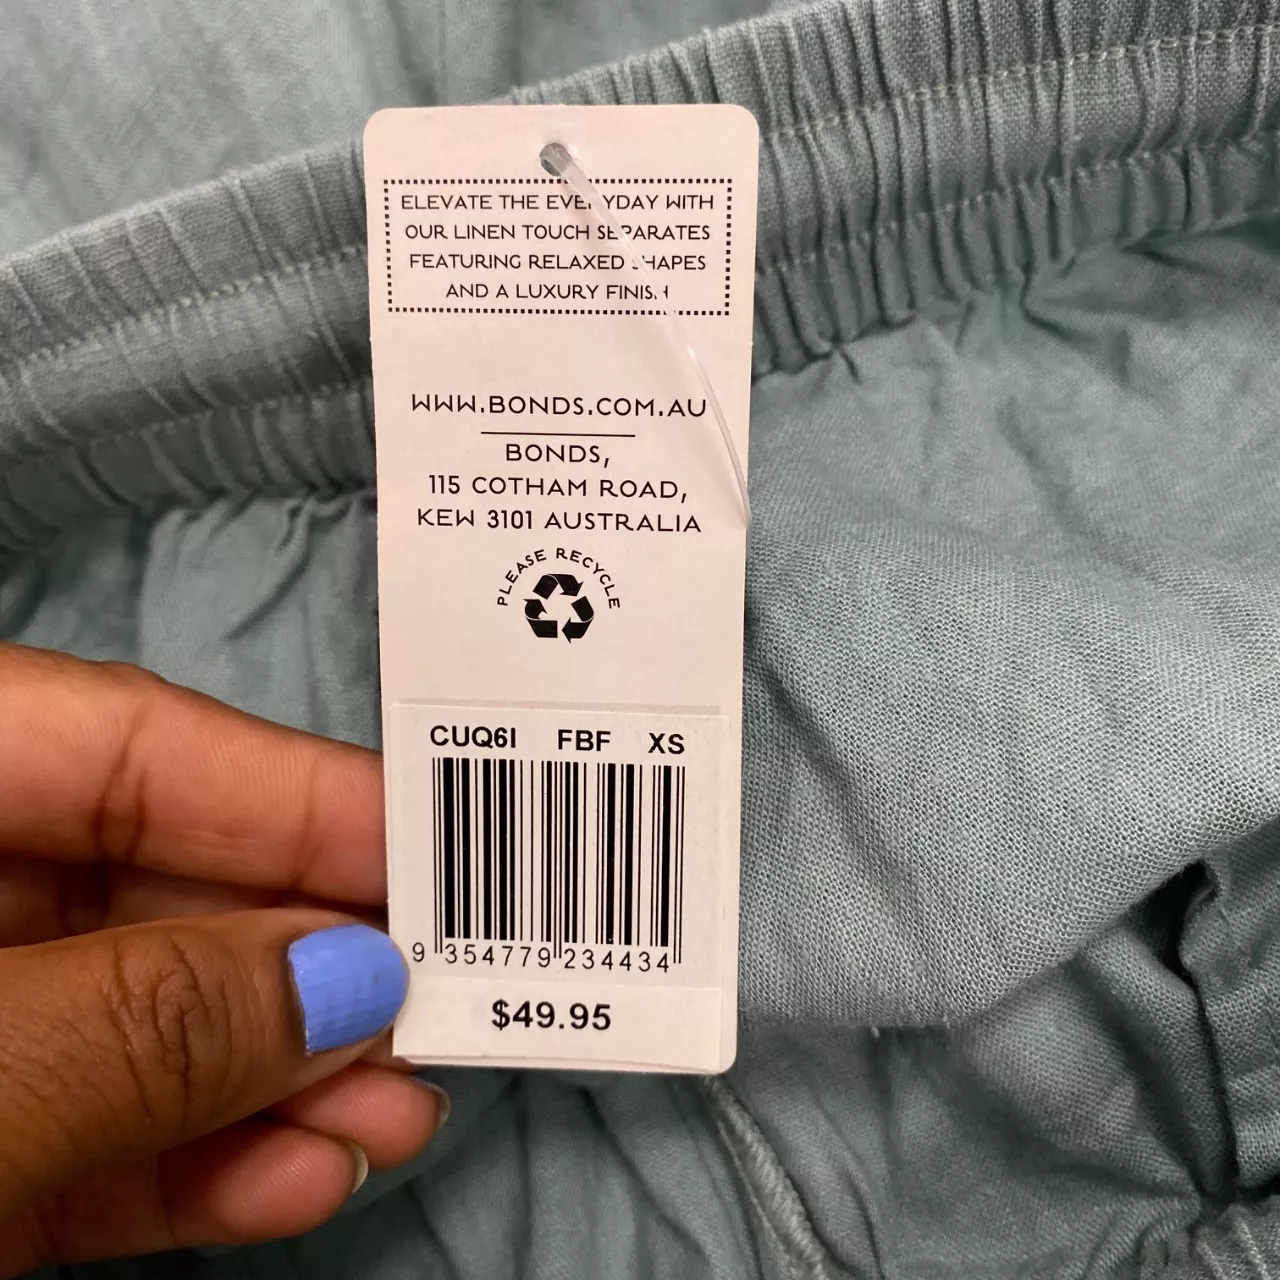 ELEVATE THE EVERYDAY WITH
OUR LINEN TOUCH SEPARATES
FEATURING RELAXED SHAPES
AND A LUXURY FINISH
WWW.BONDS.COM.AU
BONDS,
115 COTHAM ROAD,
KEW 3101 AUSTRALIA
PLEASE RECYCLE
CUQ6I FBF XS
9 354779 234434
$49.95